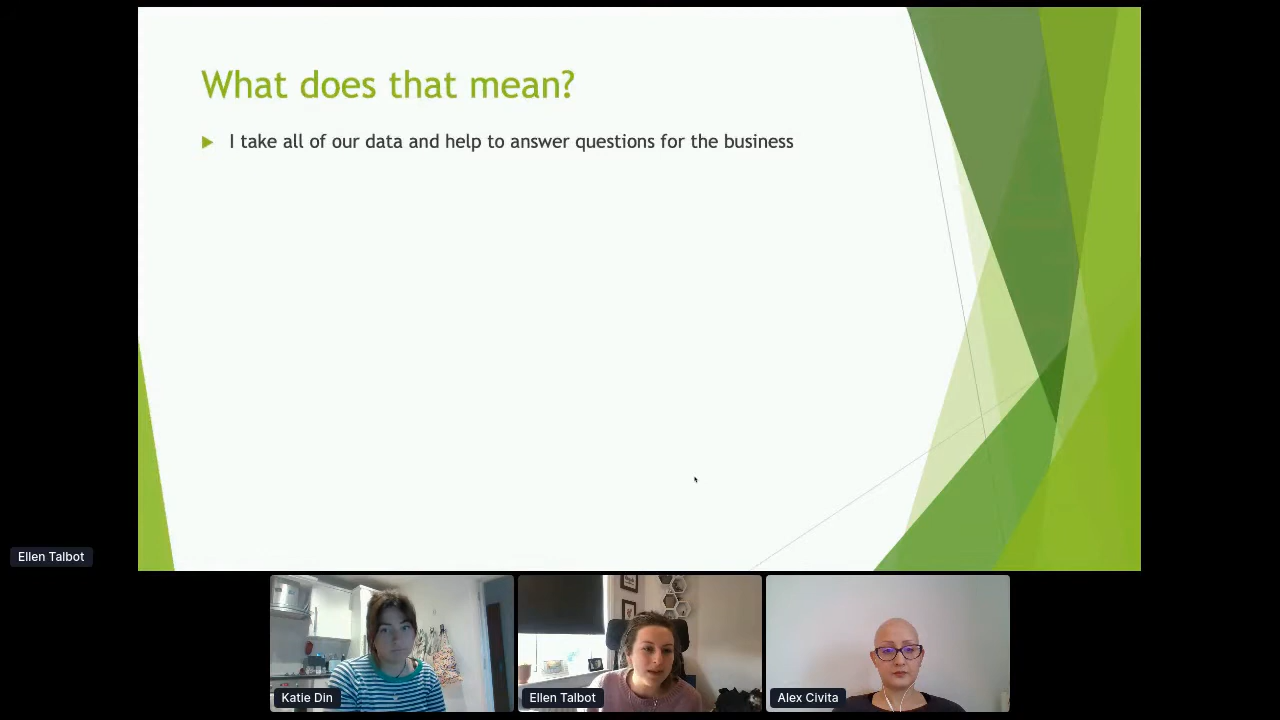 What does that mean?
I take all of our data and help to answer questions for the business
Ellen Talbot
Katie Din
Ellen Talbot
Alex Civita